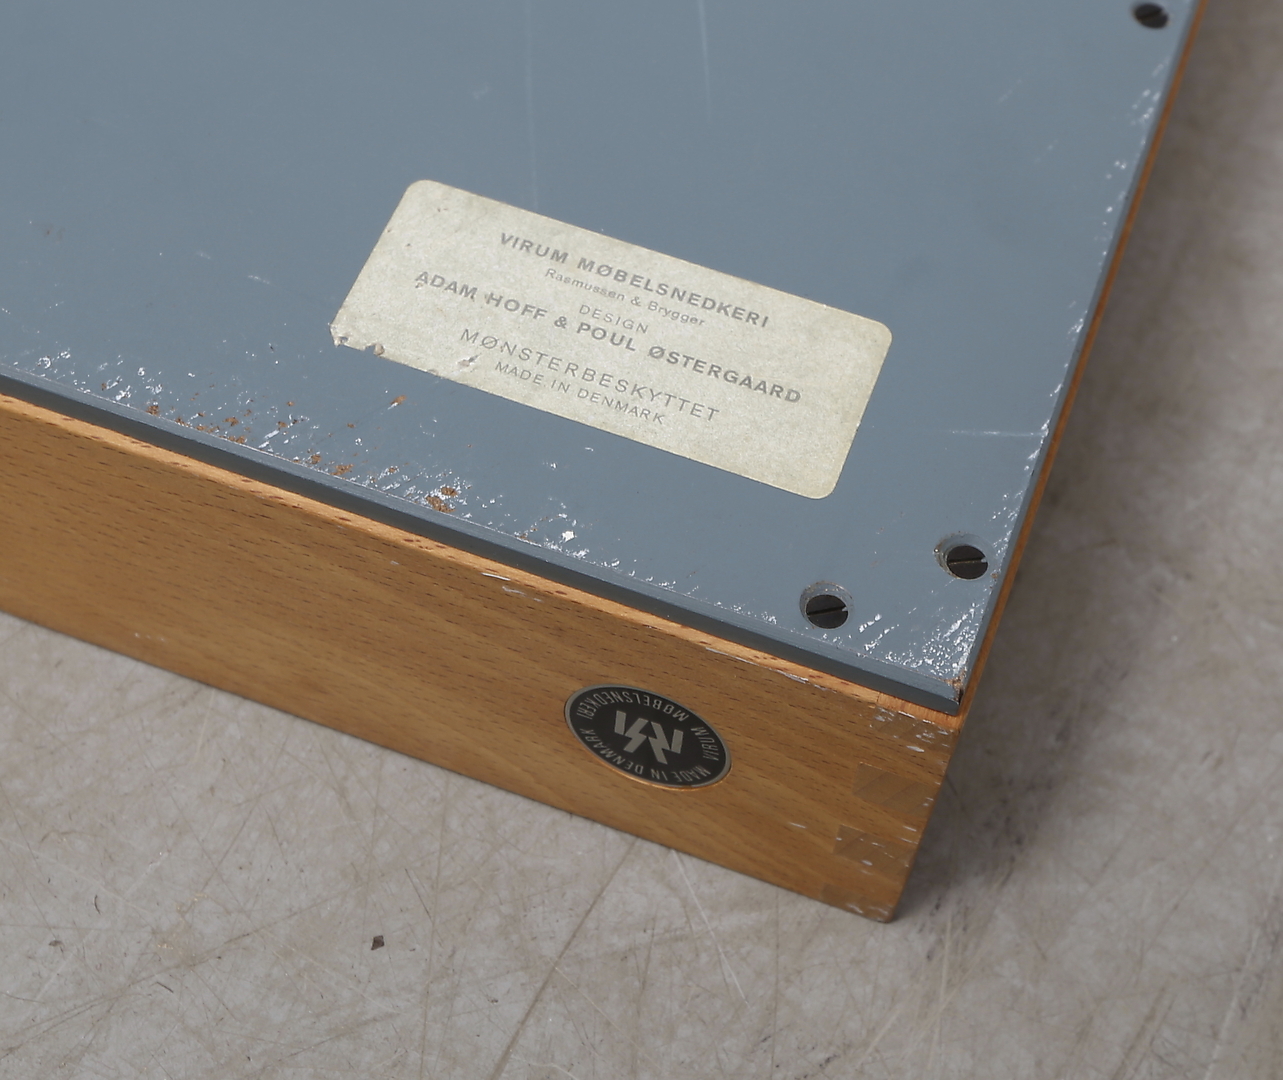 VIRUM MØBELSNEDKERI
Rasmussen & Brygger
DESIGN
ADAM HOFF & POUL ØSTERGAARD
MØNSTERBESKYTTET
MADE IN DENMARK
VIRUM MØBELSNEDKERI
MADE IN DENMARK